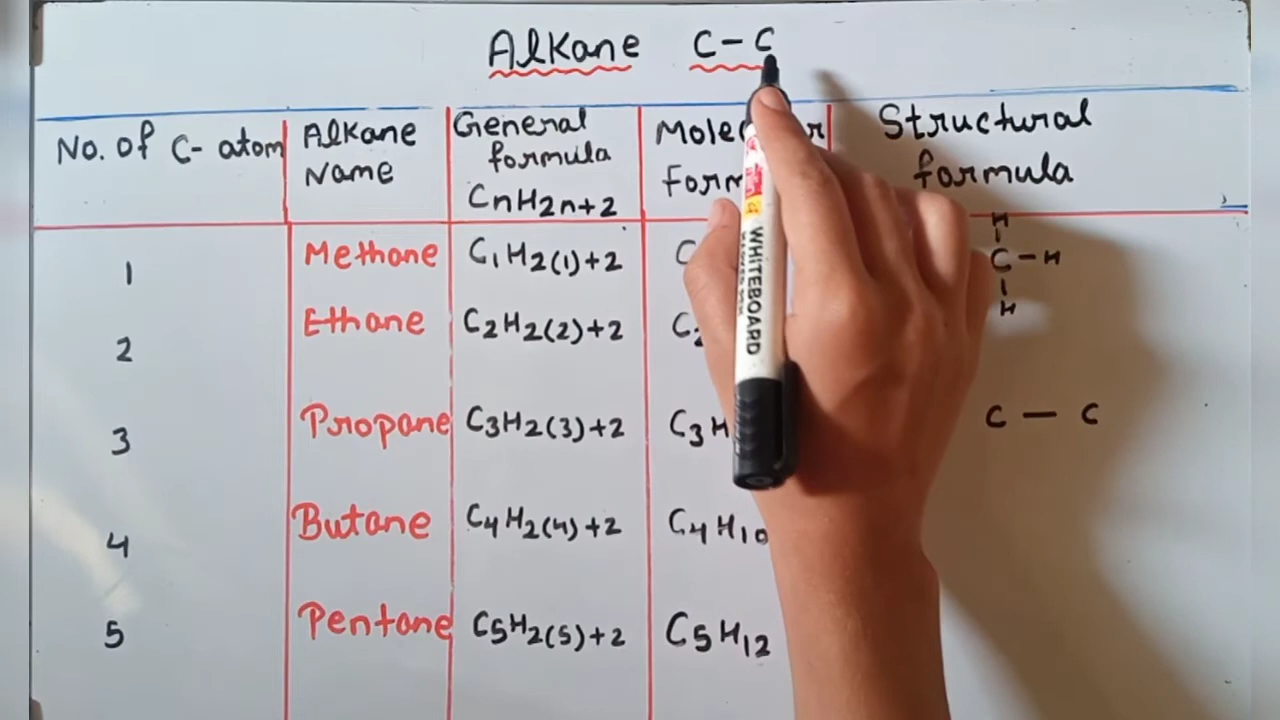 Alkane C-C
No. of C- atom Alkane Name General formula CnH2n+2 Structural formula
1 Methane C1H2(1)+2 H
C-H
H
2 Ethane C2H2(2)+2
3 Propane C3H2(3)+2 C3H C — C
4 Butane C4H2(4)+2 C4H10
5 Pentane C5H2(5)+2 C5H12
WHITEBOARD